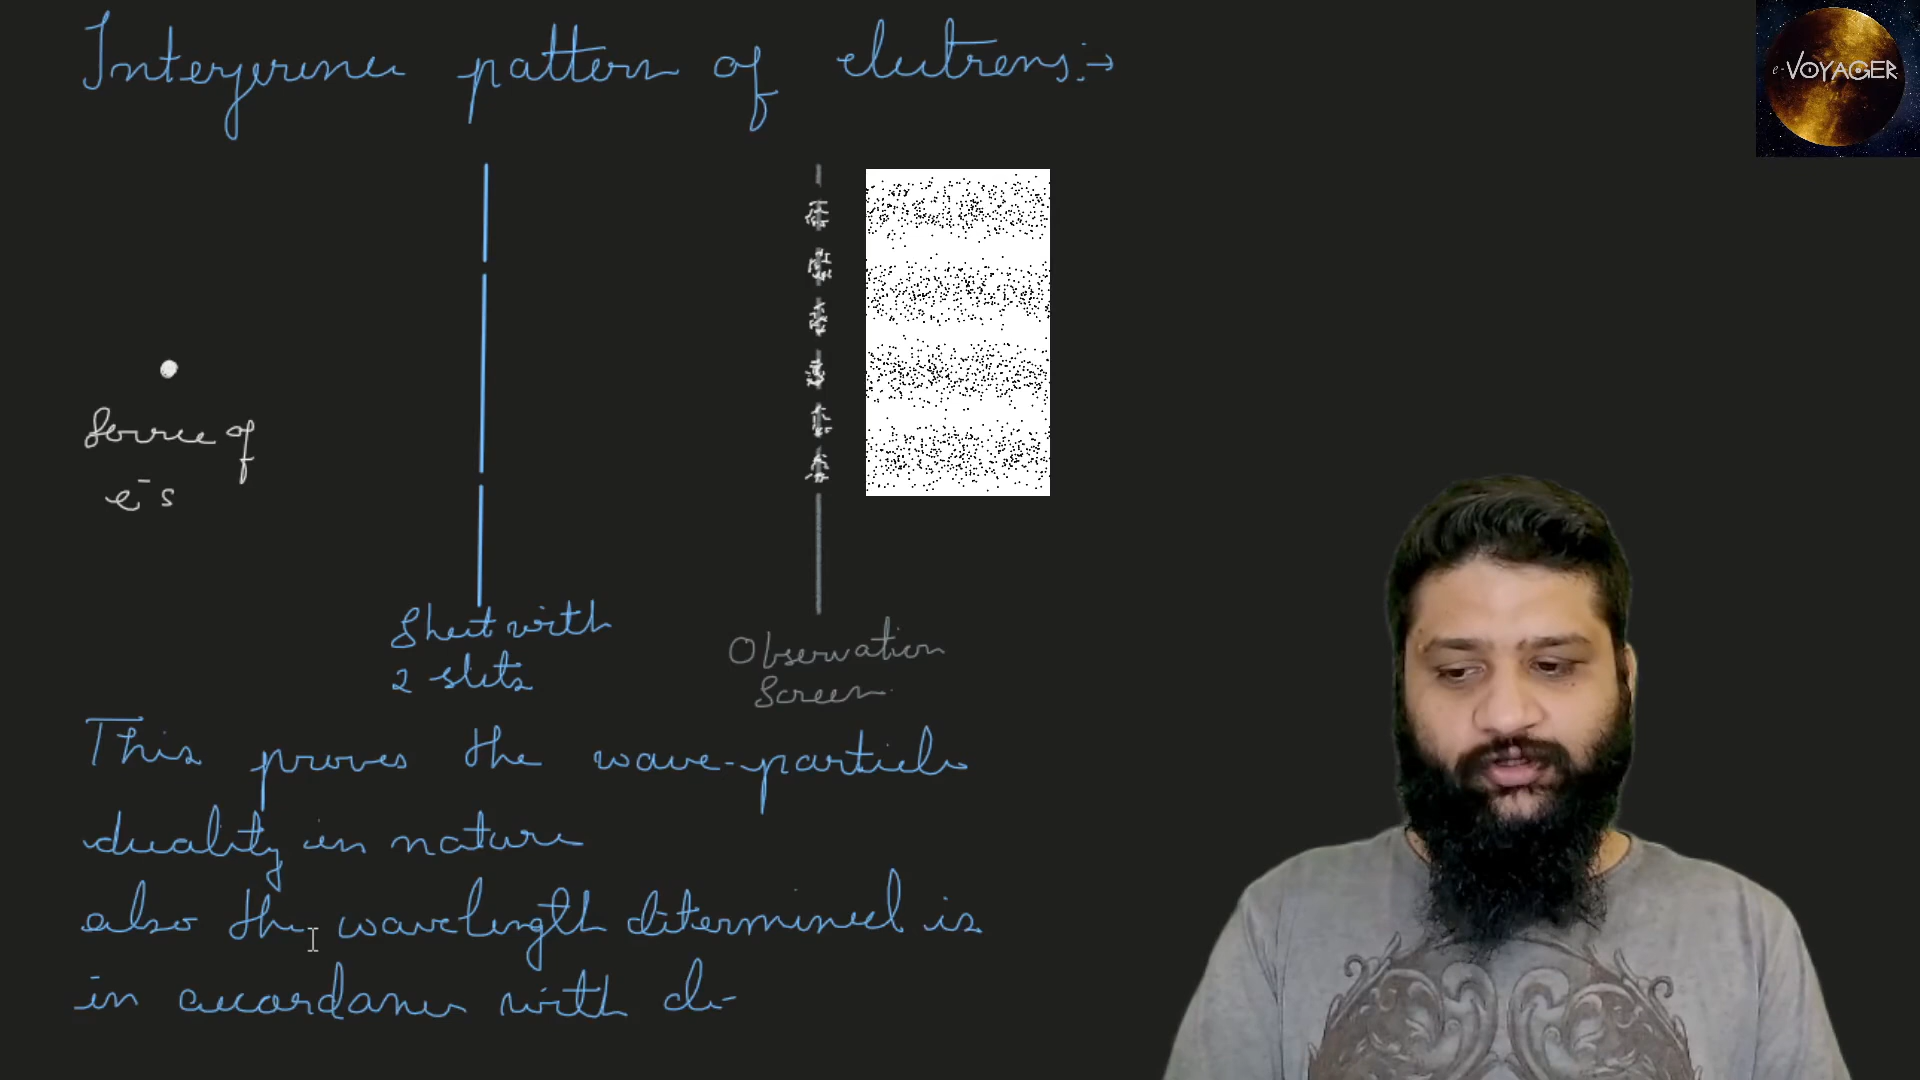 Interference pattern of electrons:→
e-VOYAGER
Source of
e⁻s
Sheet with
2 slits
Observation
Screen
This proves the wave-particle
duality in nature
also the wavelength determined is
in accordance with de-